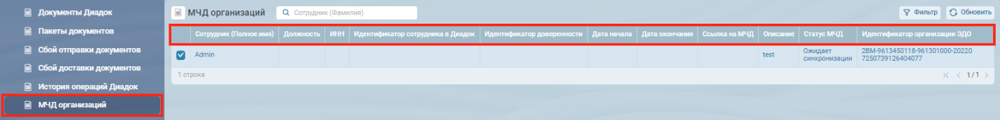 Документы Диадок
Пакеты документов
Сбой отправки документов
Сбой доставки документов
История операций Диадок
МЧД организаций
МЧД организаций
Сотрудник (Фамилия)
Фильтр
Обновить
Сотрудник (Полное имя) Должность ИНН Идентификатор сотрудника в Диадок Идентификатор доверенности Дата начала Дата окончания Ссылка на МЧД Описание Статус МЧД Идентификатор организации ЭДО
Admin test Ожидает синхронизации 2BM-9613450118-961301000-20220
7250739126404077
1 строка
1/1